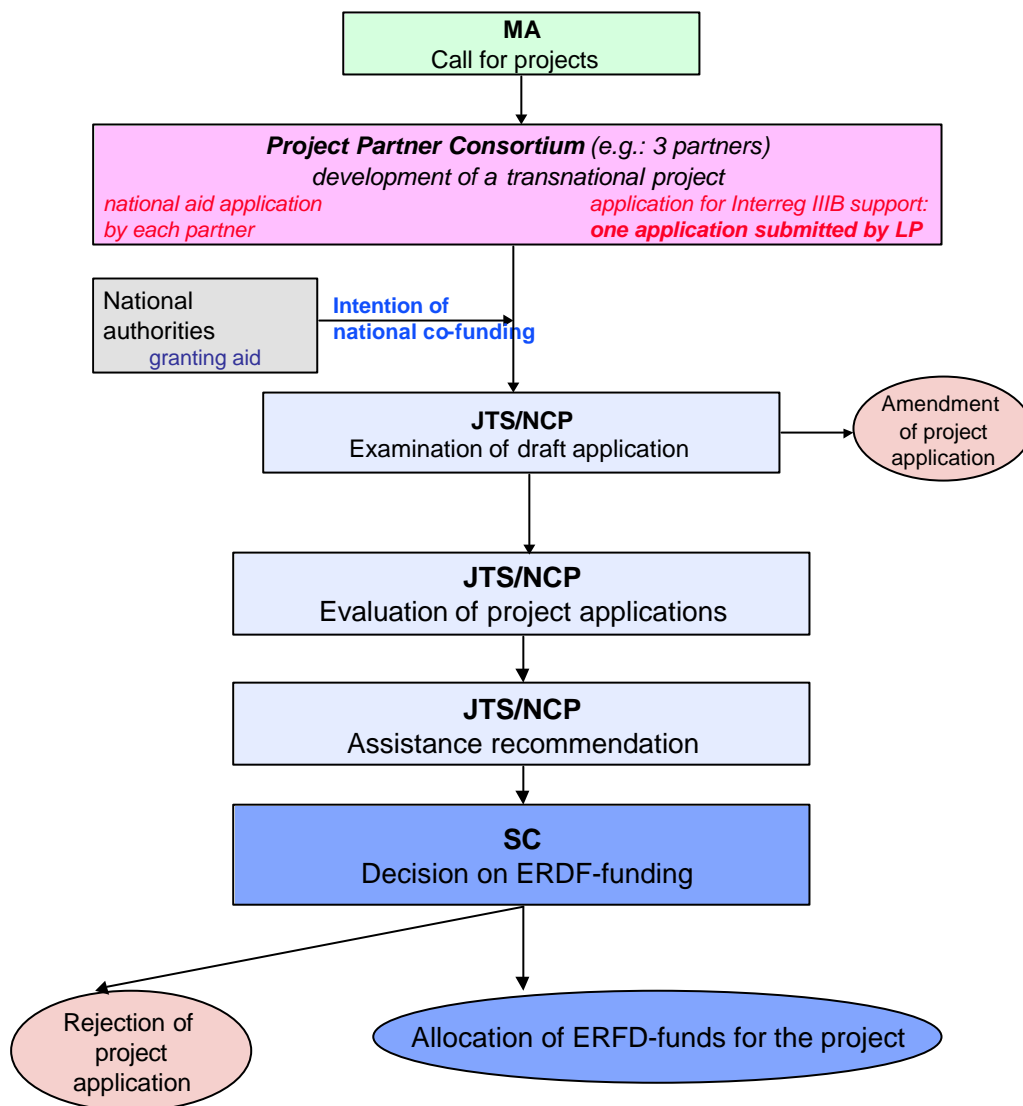 MA
Call for projects
Project Partner Consortium (e.g.: 3 partners)
development of a transnational project
national aid application
by each partner
application for Interreg IIIB support:
one application submitted by LP
National
authorities
granting aid
Intention of
national co-funding
JTS/NCP
Examination of draft application
Amendment
of project
application
JTS/NCP
Evaluation of project applications
JTS/NCP
Assistance recommendation
SC
Decision on ERDF-funding
Rejection of
project
application
Allocation of ERFD-funds for the project